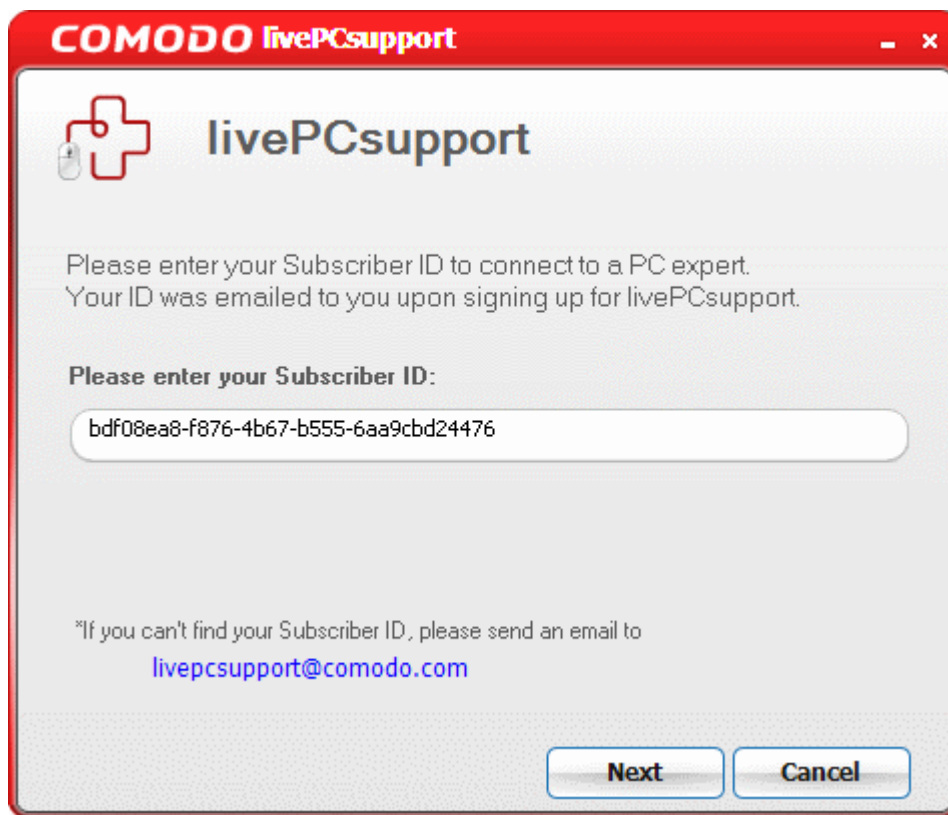 COMODO livePCsupport
livePCsupport
Please enter your Subscriber ID to connect to a PC expert.
Your ID was emailed to you upon signing up for livePCsupport.
Please enter your Subscriber ID:
bdf08ea8-f876-4b67-b555-6aa9cbd24476
*If you can't find your Subscriber ID, please send an email to
livepcsupport@comodo.com
Next Cancel